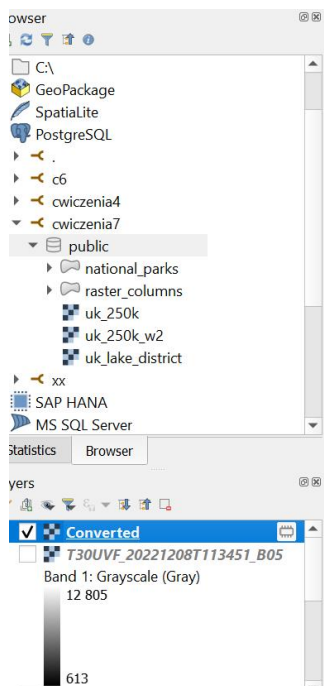 owser
C:\
GeoPackage
SpatiaLite
PostgreSQL
.
c6
cwiczenia4
cwiczenia7
public
national_parks
raster_columns
uk_250k
uk_250k_w2
uk_lake_district
xx
SAP HANA
MS SQL Server
Statistics Browser
yers
Converted
T30UVF_20221208T113451_B05
Band 1: Grayscale (Gray)
12 805
613